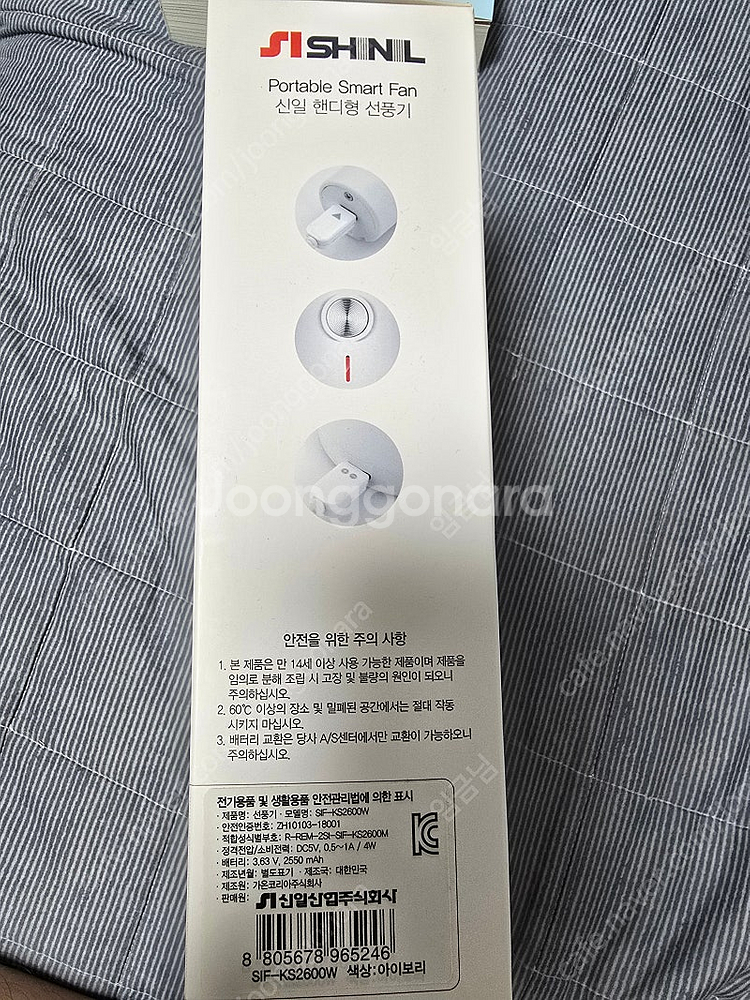 SI SHINIL
Portable Smart Fan
신일 핸디형 선풍기
Joonggonara
안전을 위한 주의 사항
1. 본 제품은 만 14세 이상 사용 가능한 제품이며 제품을
임의로 분해 조립 시 고장 및 불량의 원인이 되오니
주의하십시오.
2. 60℃ 이상의 장소 및 밀폐된 공간에서는 절대 작동
시키지 마십시오.
3. 배터리 교환은 당사 A/S센터에서만 교환이 가능하오니
주의하십시오.
전기용품 및 생활용품 안전관리법에 의한 표시
· 제품명: 선풍기 · 모델명: SIF-KS2600W
· 안전인증번호: ZH10103-18001
· 적합성식별부호: R-REM-2SI-SIF-KS2600M
· 정격전압/소비전력: DC5V, 0.5~1A / 4W
· 배터리: 3.63 V, 2550 mAh
· 제조년월: 별도표기 · 제조국: 대한민국
· 제조원: 가온코리아주식회사
· 판매원: SI 신일산업주식회사
8 805678 965246
SIF-KS2600W 색상:아이보리